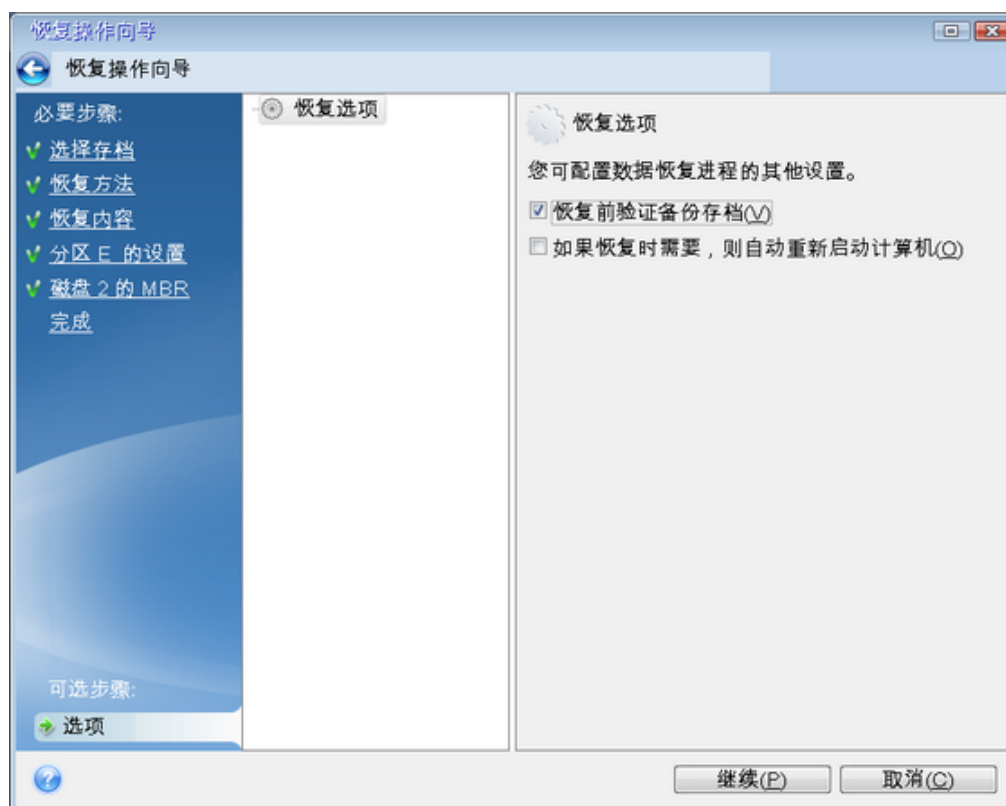 恢复操作向导
恢复操作向导
必要步骤:
选择存档
恢复方法
恢复内容
分区 E 的设置
磁盘 2 的 MBR
完成
可选步骤:
选项
恢复选项
恢复选项
您可配置数据恢复进程的其他设置。
恢复前验证备份存档(V)
如果恢复时需要，则自动重新启动计算机(O)
继续(P)
取消(C)